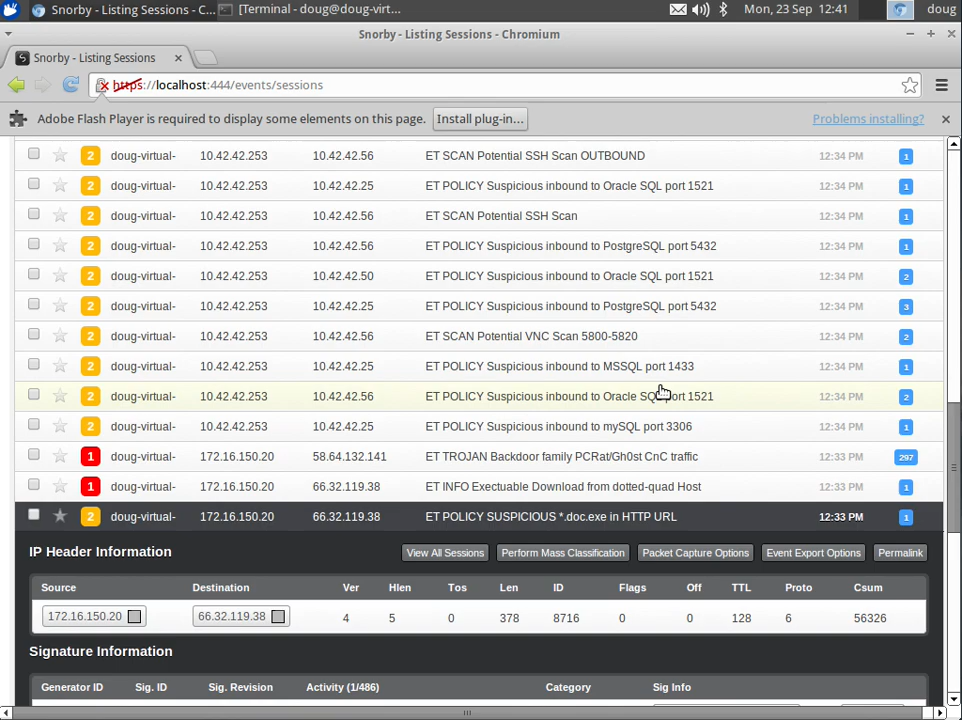 Snorby - Listing Sessions - C... [Terminal - doug@doug-virt... Mon, 23 Sep 12:41 doug
Snorby - Listing Sessions - Chromium
Snorby - Listing Sessions
https://localhost:444/events/sessions
Adobe Flash Player is required to display some elements on this page. Install plug-in... Problems installing?
2 doug-virtual- 10.42.42.253 10.42.42.56 ET SCAN Potential SSH Scan OUTBOUND 12:34 PM 1
2 doug-virtual- 10.42.42.253 10.42.42.25 ET POLICY Suspicious inbound to Oracle SQL port 1521 12:34 PM 1
2 doug-virtual- 10.42.42.253 10.42.42.56 ET SCAN Potential SSH Scan 12:34 PM 1
2 doug-virtual- 10.42.42.253 10.42.42.56 ET POLICY Suspicious inbound to PostgreSQL port 5432 12:34 PM 1
2 doug-virtual- 10.42.42.253 10.42.42.50 ET POLICY Suspicious inbound to Oracle SQL port 1521 12:34 PM 2
2 doug-virtual- 10.42.42.253 10.42.42.25 ET POLICY Suspicious inbound to PostgreSQL port 5432 12:34 PM 3
2 doug-virtual- 10.42.42.253 10.42.42.56 ET SCAN Potential VNC Scan 5800-5820 12:34 PM 2
2 doug-virtual- 10.42.42.253 10.42.42.25 ET POLICY Suspicious inbound to MSSQL port 1433 12:34 PM 1
2 doug-virtual- 10.42.42.253 10.42.42.56 ET POLICY Suspicious inbound to Oracle SQL port 1521 12:34 PM 2
2 doug-virtual- 10.42.42.253 10.42.42.25 ET POLICY Suspicious inbound to mySQL port 3306 12:34 PM 1
1 doug-virtual- 172.16.150.20 58.64.132.141 ET TROJAN Backdoor family PCRat/Gh0st CnC traffic 12:33 PM 297
1 doug-virtual- 172.16.150.20 66.32.119.38 ET INFO Exectuable Download from dotted-quad Host 12:33 PM 1
2 doug-virtual- 172.16.150.20 66.32.119.38 ET POLICY SUSPICIOUS *.doc.exe in HTTP URL 12:33 PM 1
IP Header Information View All Sessions Perform Mass Classification Packet Capture Options Event Export Options Permalink
Source Destination Ver Hlen Tos Len ID Flags Off TTL Proto Csum
172.16.150.20 66.32.119.38 4 5 0 378 8716 0 0 128 6 56326
Signature Information
Generator ID Sig. ID Sig. Revision Activity (1/486) Category Sig Info